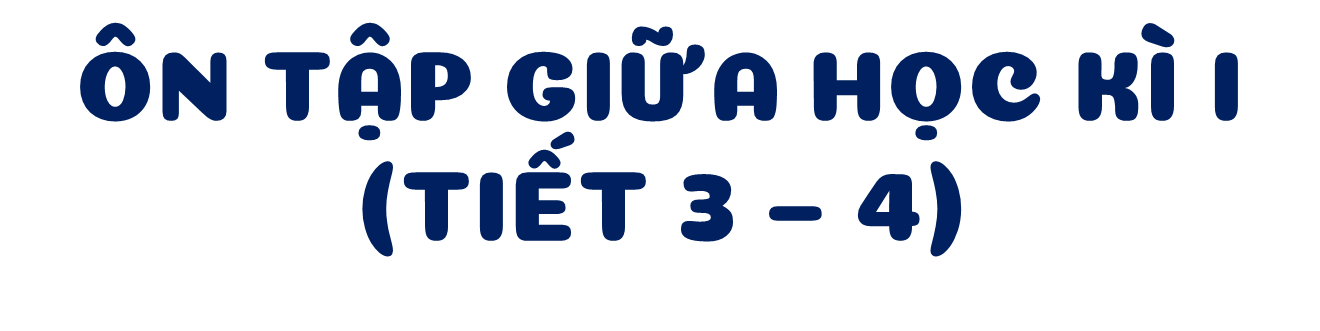 ÔN TẬP GIỮA HỌC KÌ I
(TIẾT 3 – 4)